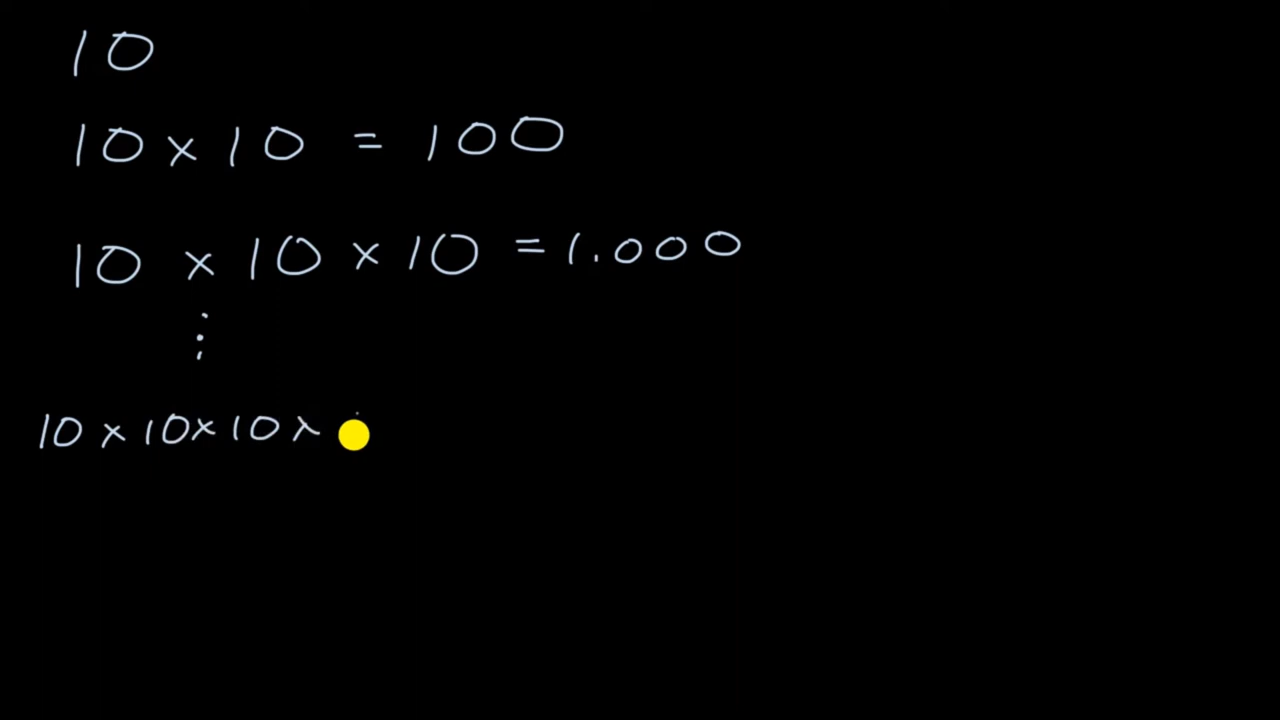 10
10 x 10 = 100
10 x 10 x 10 = 1.000
⋮
10 x 10 x 10 x